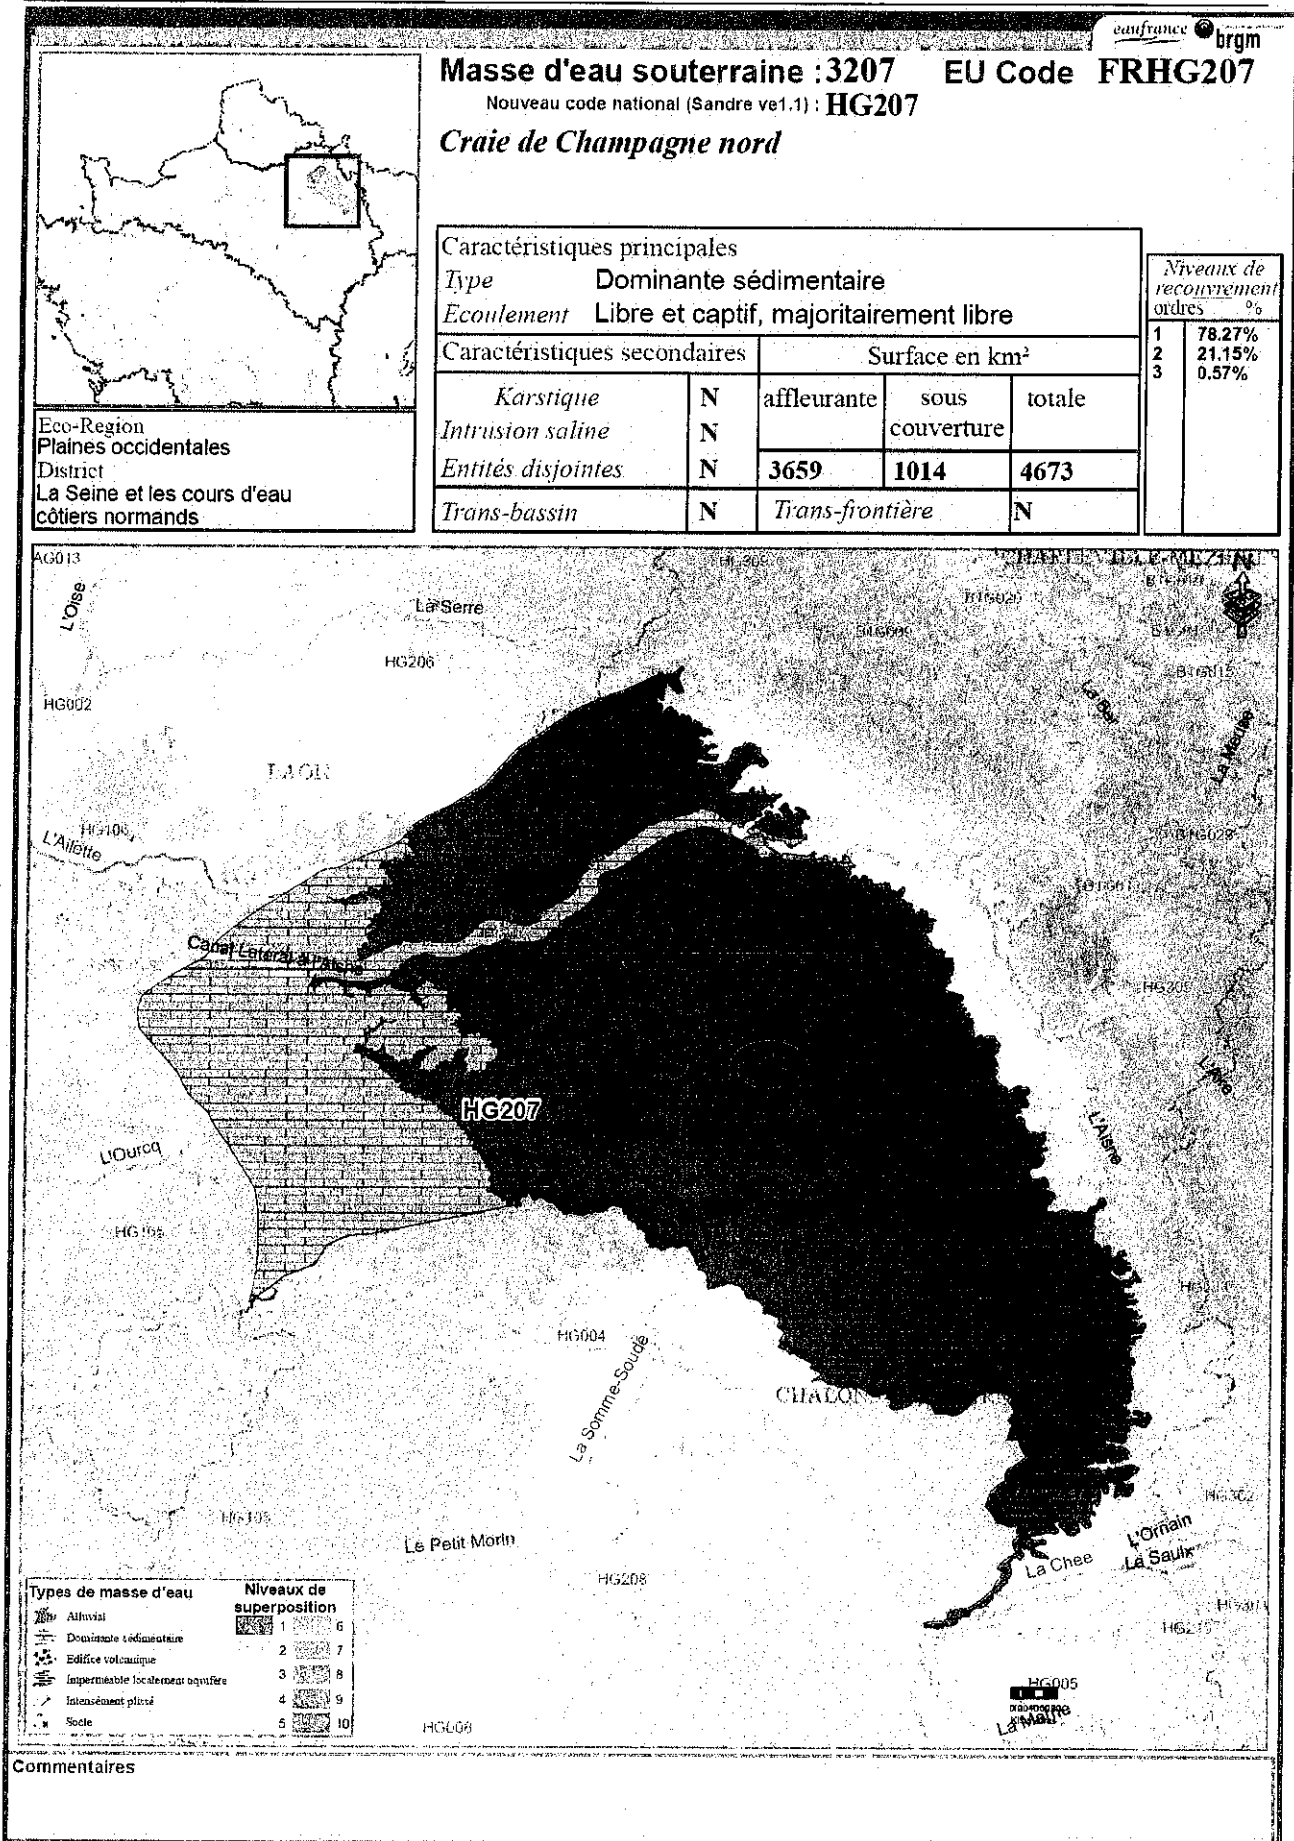 eaufrance brgm
Masse d'eau souterraine : 3207 EU Code FRHG207
Nouveau code national (Sandre ve1.1) : HG207
Craie de Champagne nord
Caractéristiques principales
Type Dominante sédimentaire
Ecoulement Libre et captif, majoritairement libre
Caractéristiques secondaires Surface en km²
Karstique N affleurante sous couverture totale
Intrusion saline N
Entités disjointes N 3659 1014 4673
Trans-bassin N Trans-frontière N
Niveaux de
recouvrement
ordres %
1 78.27%
2 21.15%
3 0.57%
Eco-Region
Plaines occidentales
District
La Seine et les cours d'eau
côtiers normands
AG013
L'Oise
La Serre
HG206
HG002
LAON
L'Ailette
La Bar
La Meuse
Canal Latéral à l'Aisne
HG207
L'Aisne
L'Ourcq
HG004
La Somme-Soude
Le Petit Morin
HG208
HG302
L'Ornain
La Saulx
La Chee
HG005
La Marne
Types de masse d'eau
Alluvial
Dominante sédimentaire
Edifice volcanique
Imperméable localement aquifère
Intensément plissé
Socle
Niveaux de
superposition
1 6
2 7
3 8
4 9
5 10
Commentaires